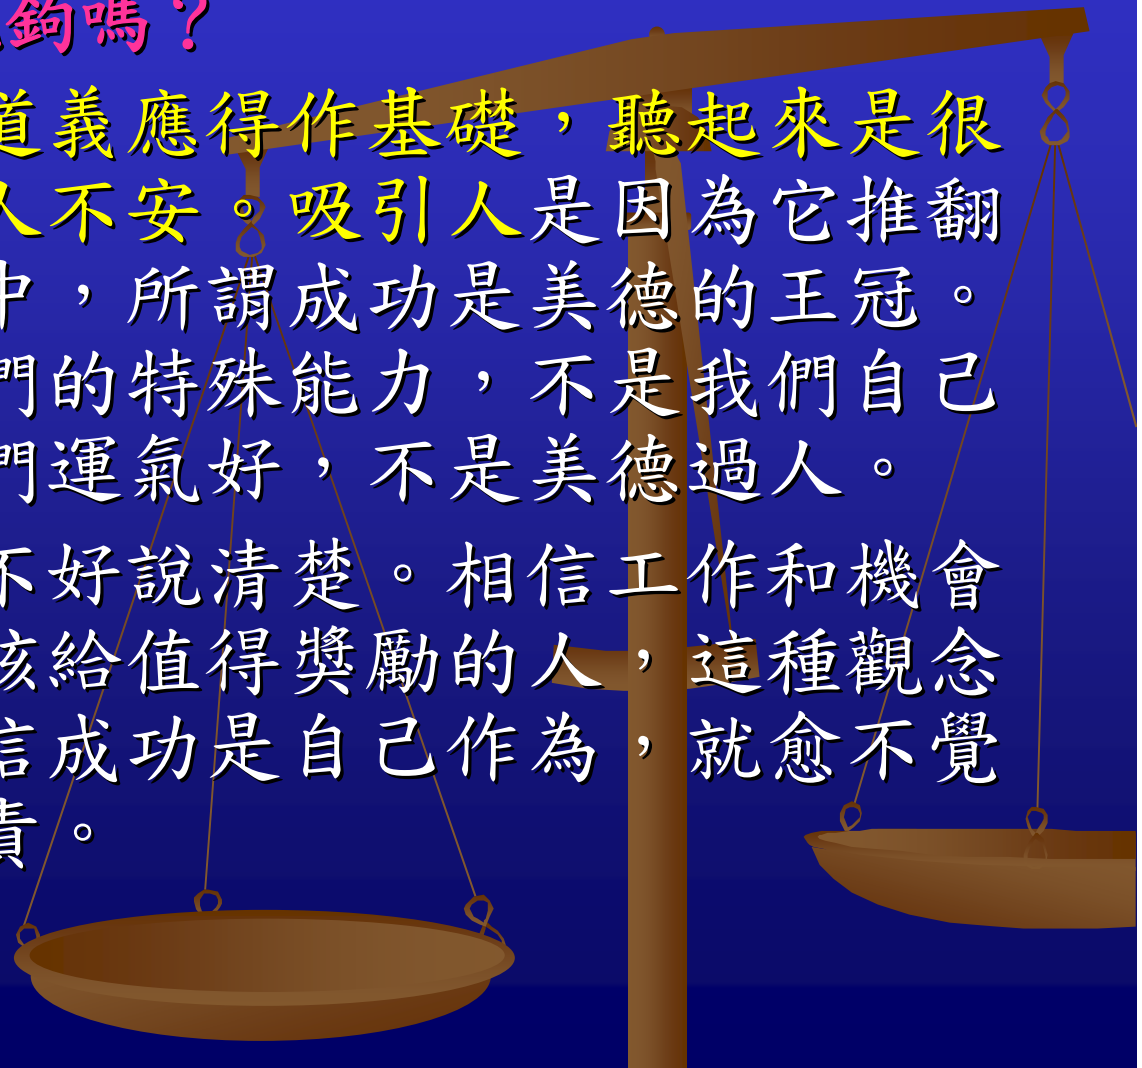 鉤嗎？
道義應得作基礎，聽起來是很
人不安。吸引人是因為它推翻
中，所謂成功是美德的王冠。
們的特殊能力，不是我們自己
們運氣好，不是美德過人。
不好說清楚。相信工作和機會
該給值得獎勵的人，這種觀念
信成功是自己作為，就愈不覺
責。